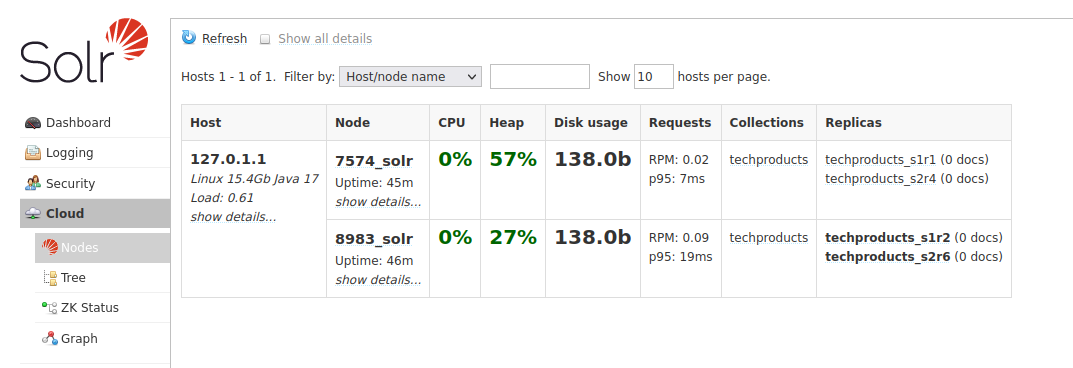 Solr
Refresh Show all details
Hosts 1 - 1 of 1. Filter by: Host/node name Show 10 hosts per page.
Dashboard
Logging
Security
Cloud
Nodes
Tree
ZK Status
Graph
Host Node CPU Heap Disk usage Requests Collections Replicas
127.0.1.1 7574_solr 0% 57% 138.0b RPM: 0.02 techproducts techproducts_s1r1 (0 docs)
Linux 15.4Gb Java 17 Uptime: 45m p95: 7ms techproducts_s2r4 (0 docs)
Load: 0.61 show details...
show details...
8983_solr 0% 27% 138.0b RPM: 0.09 techproducts techproducts_s1r2 (0 docs)
Uptime: 46m p95: 19ms techproducts_s2r6 (0 docs)
show details...